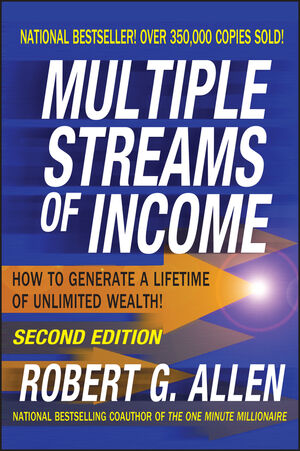 NATIONAL BESTSELLER! OVER 350,000 COPIES SOLD!
MULTIPLE
STREAMS
OF INCOME
HOW TO GENERATE A LIFETIME
OF UNLIMITED WEALTH!
SECOND EDITION
ROBERT G. ALLEN
NATIONAL BESTSELLING COAUTHOR OF THE ONE MINUTE MILLIONAIRE